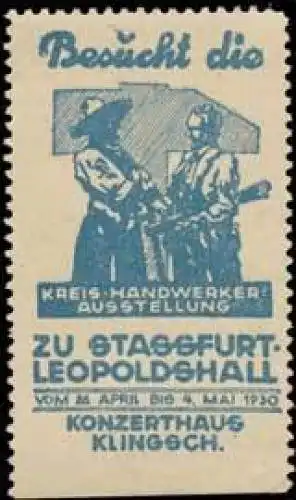 Besucht die
KREIS-HANDWERKER-
AUSSTELLUNG
ZU STASSFURT-
LEOPOLDSHALL
VOM APRIL BIS 4. MAI 1930
KONZERTHAUS
KLINGSCH.